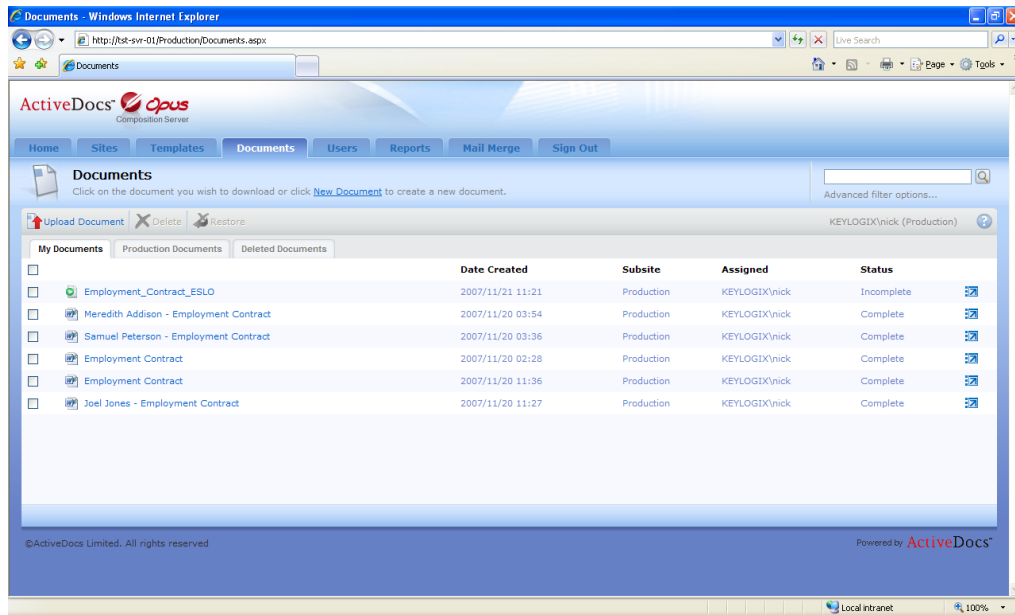 Documents - Windows Internet Explorer
http://tst-svr-01/Production/Documents.aspx
Live Search
Documents
Page
Tools
ActiveDocs™ Opus
Composition Server
Home Sites Templates Documents Users Reports Mail Merge Sign Out
Documents
Click on the document you wish to download or click New Document to create a new document.
Advanced filter options...
Upload Document Delete Restore KEYLOGIX\nick (Production) ?
My Documents Production Documents Deleted Documents
Date Created Subsite Assigned Status
Employment_Contract_ESLO 2007/11/21 11:21 Production KEYLOGIX\nick Incomplete
Meredith Addison - Employment Contract 2007/11/20 03:54 Production KEYLOGIX\nick Complete
Samuel Peterson - Employment Contract 2007/11/20 03:36 Production KEYLOGIX\nick Complete
Employment Contract 2007/11/20 02:28 Production KEYLOGIX\nick Complete
Employment Contract 2007/11/20 11:36 Production KEYLOGIX\nick Complete
Joel Jones - Employment Contract 2007/11/20 11:27 Production KEYLOGIX\nick Complete
©ActiveDocs Limited. All rights reserved
Powered by ActiveDocs™
Local intranet 100%